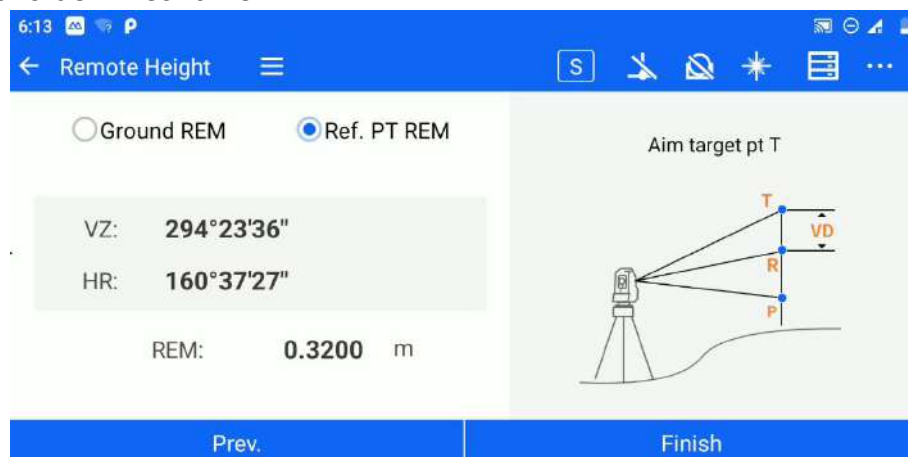 6:13
Remote Height
S
Ground REM
Ref. PT REM
Aim target pt T
VZ: 294°23'36"
HR: 160°37'27"
REM: 0.3200 m
T
VD
R
P
Prev.
Finish